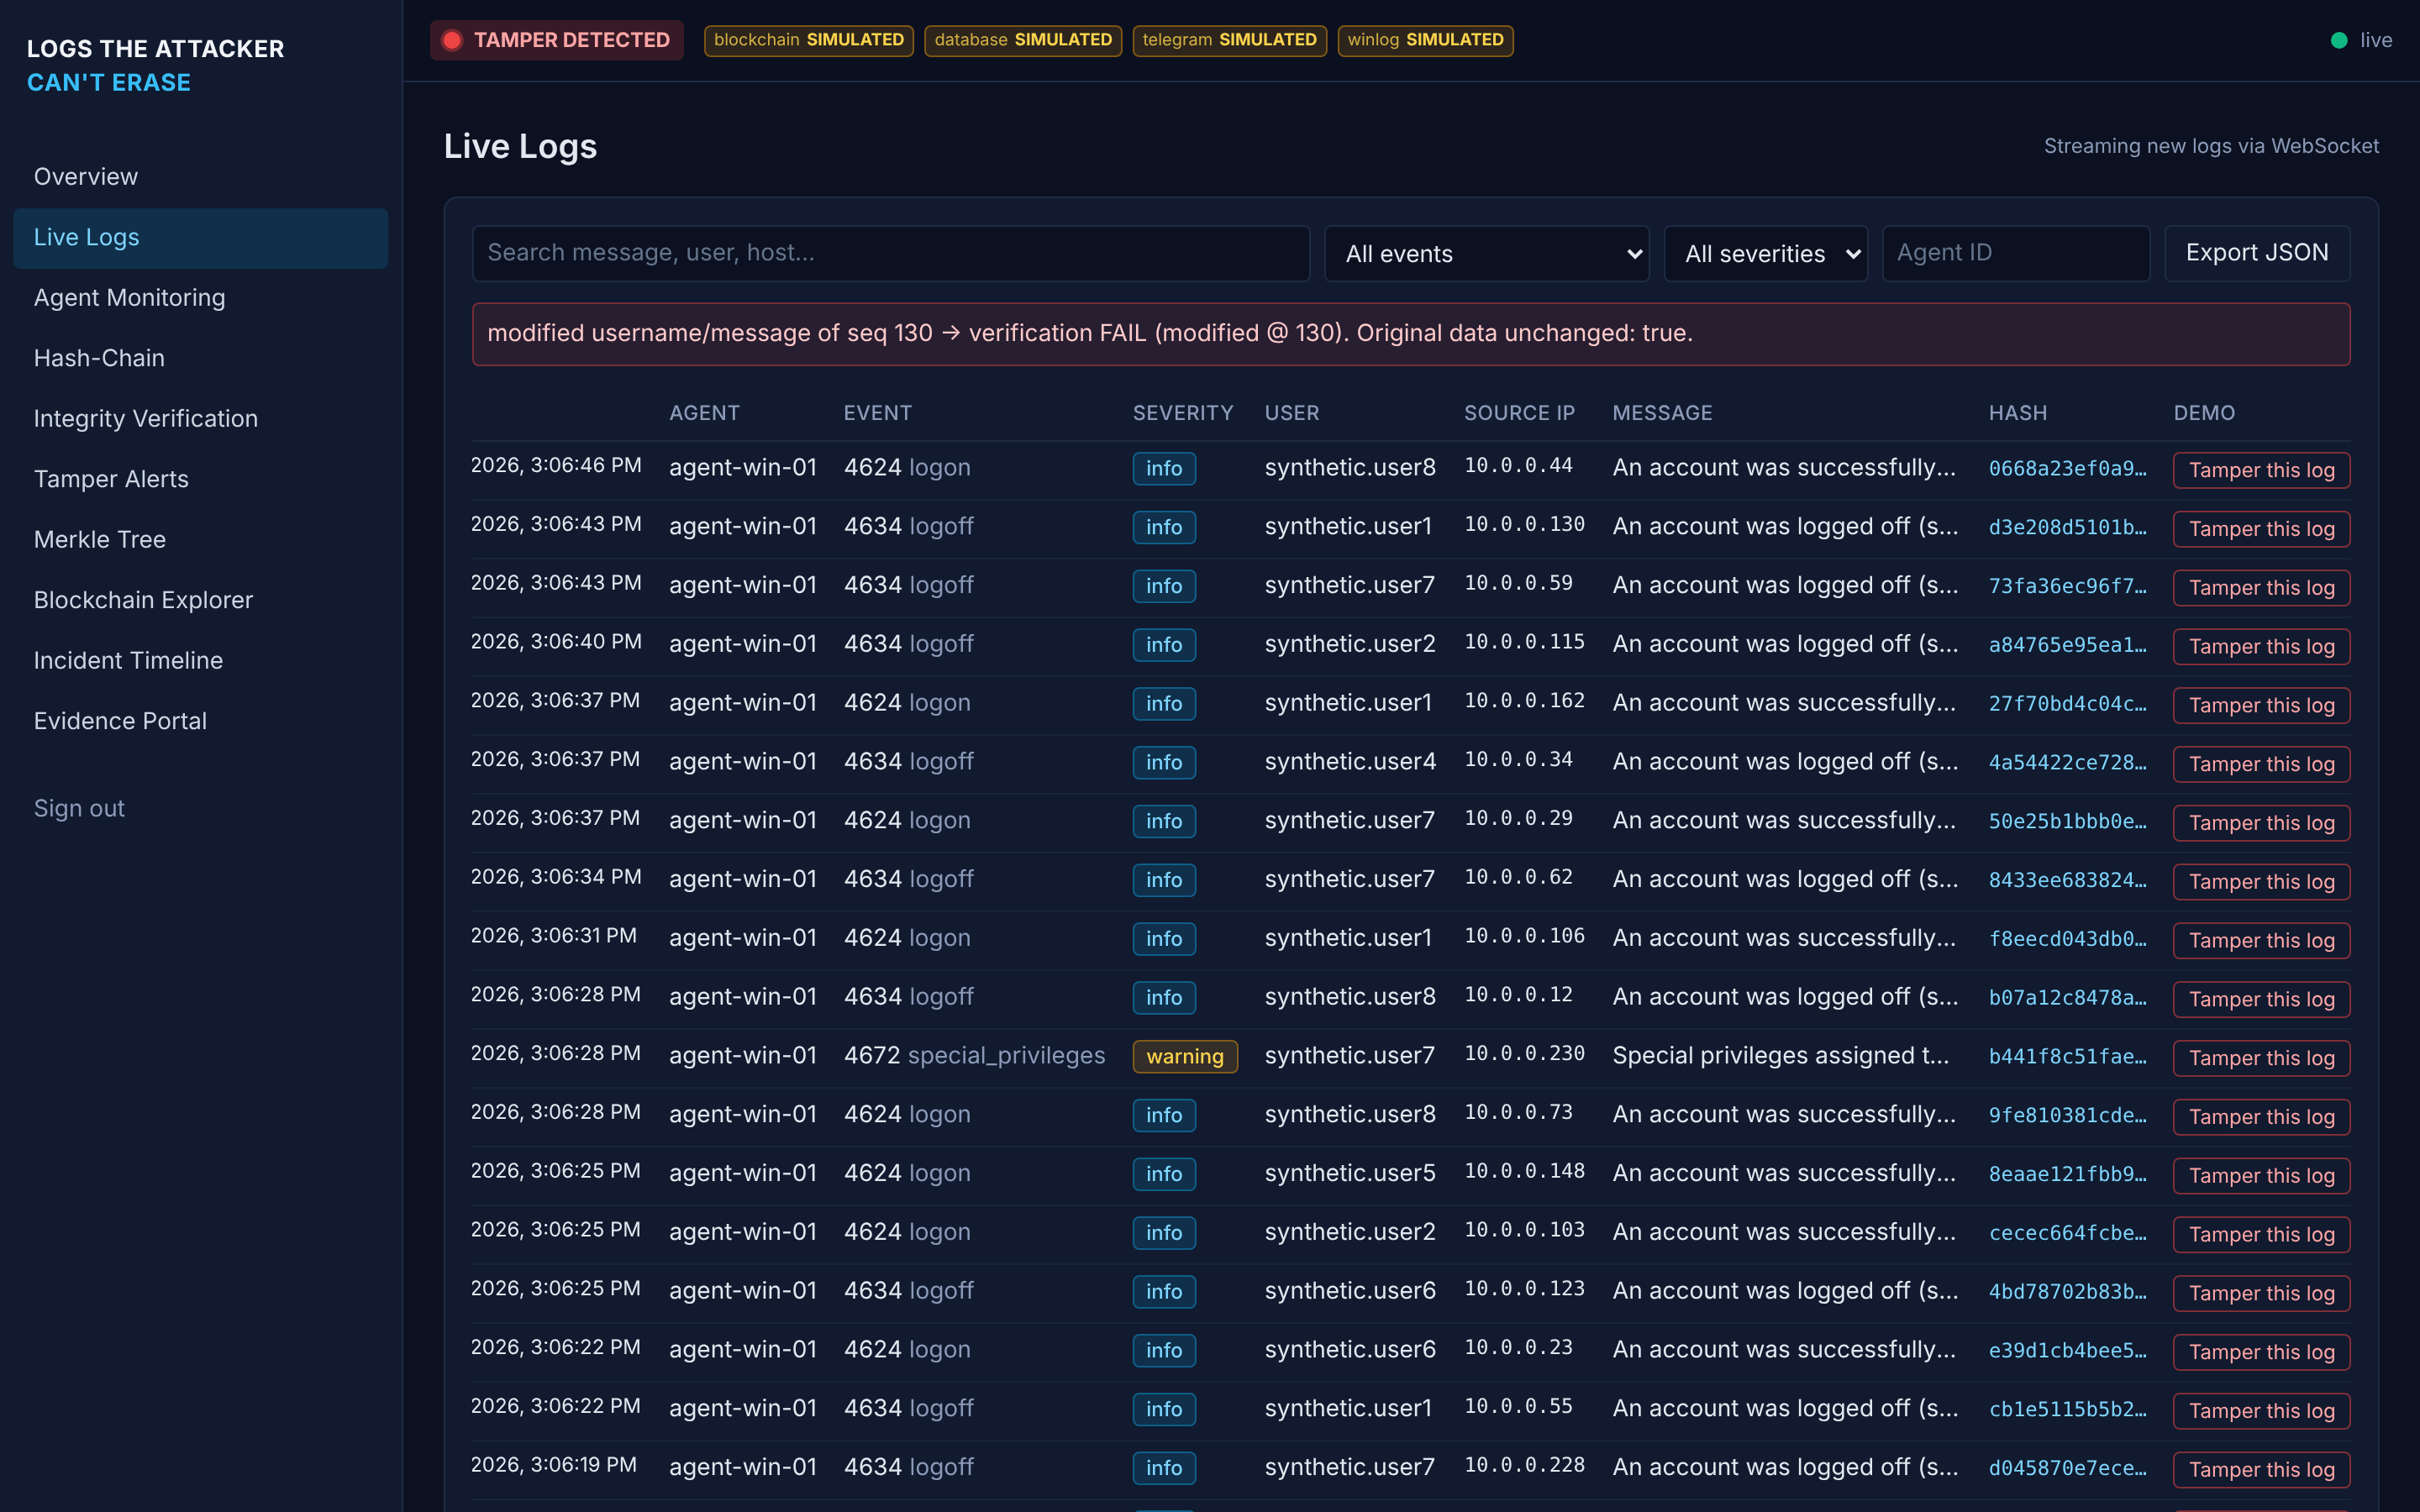 LOGS THE ATTACKER
CAN'T ERASE
Overview
Live Logs
Agent Monitoring
Hash-Chain
Integrity Verification
Tamper Alerts
Merkle Tree
Blockchain Explorer
Incident Timeline
Evidence Portal
Sign out
TAMPER DETECTED blockchain SIMULATED database SIMULATED telegram SIMULATED winlog SIMULATED live
Live Logs Streaming new logs via WebSocket
Search message, user, host... All events All severities Agent ID Export JSON
modified username/message of seq 130 → verification FAIL (modified @ 130). Original data unchanged: true.
AGENT EVENT SEVERITY USER SOURCE IP MESSAGE HASH DEMO
2026, 3:06:46 PM agent-win-01 4624 logon info synthetic.user8 10.0.0.44 An account was successfully... 0668a23ef0a9… Tamper this log
2026, 3:06:43 PM agent-win-01 4634 logoff info synthetic.user1 10.0.0.130 An account was logged off (s... d3e208d5101b… Tamper this log
2026, 3:06:43 PM agent-win-01 4634 logoff info synthetic.user7 10.0.0.59 An account was logged off (s... 73fa36ec96f7… Tamper this log
2026, 3:06:40 PM agent-win-01 4634 logoff info synthetic.user2 10.0.0.115 An account was logged off (s... a84765e95ea1… Tamper this log
2026, 3:06:37 PM agent-win-01 4624 logon info synthetic.user1 10.0.0.162 An account was successfully... 27f70bd4c04c… Tamper this log
2026, 3:06:37 PM agent-win-01 4634 logoff info synthetic.user4 10.0.0.34 An account was logged off (s... 4a54422ce728… Tamper this log
2026, 3:06:37 PM agent-win-01 4624 logon info synthetic.user7 10.0.0.29 An account was successfully... 50e25b1bbb0e… Tamper this log
2026, 3:06:34 PM agent-win-01 4634 logoff info synthetic.user7 10.0.0.62 An account was logged off (s... 8433ee683824… Tamper this log
2026, 3:06:31 PM agent-win-01 4624 logon info synthetic.user1 10.0.0.106 An account was successfully... f8eecd043db0… Tamper this log
2026, 3:06:28 PM agent-win-01 4634 logoff info synthetic.user8 10.0.0.12 An account was logged off (s... b07a12c8478a… Tamper this log
2026, 3:06:28 PM agent-win-01 4672 special_privileges warning synthetic.user7 10.0.0.230 Special privileges assigned t... b441f8c51fae… Tamper this log
2026, 3:06:28 PM agent-win-01 4624 logon info synthetic.user8 10.0.0.73 An account was successfully... 9fe810381cde… Tamper this log
2026, 3:06:25 PM agent-win-01 4624 logon info synthetic.user5 10.0.0.148 An account was successfully... 8eaae121fbb9… Tamper this log
2026, 3:06:25 PM agent-win-01 4624 logon info synthetic.user2 10.0.0.103 An account was successfully... cecec664fcbe… Tamper this log
2026, 3:06:25 PM agent-win-01 4634 logoff info synthetic.user6 10.0.0.123 An account was logged off (s... 4bd78702b83b… Tamper this log
2026, 3:06:22 PM agent-win-01 4624 logon info synthetic.user6 10.0.0.23 An account was successfully... e39d1cb4bee5… Tamper this log
2026, 3:06:22 PM agent-win-01 4634 logoff info synthetic.user1 10.0.0.55 An account was logged off (s... cb1e5115b5b2… Tamper this log
2026, 3:06:19 PM agent-win-01 4634 logoff info synthetic.user7 10.0.0.228 An account was logged off (s... d045870e7ece… Tamper this log